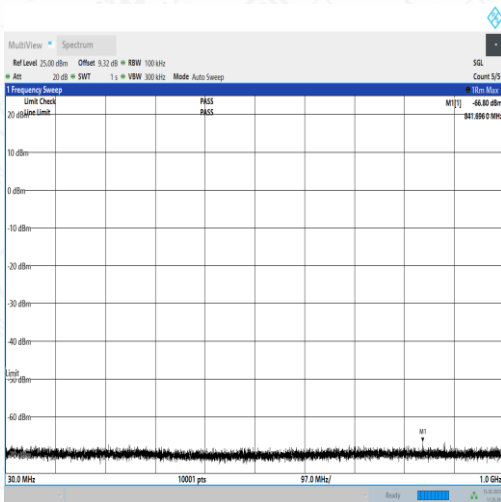 MultiView Spectrum
Ref Level 25.00 dBm Offset 9.32 dB RBW 100 kHz SGL
Att 20 dB SWT 1 s VBW 300 kHz Mode Auto Sweep Count 5/5
1 Frequency Sweep 1Rm Max
Limit Check PASS M1[1] -66.80 dBm
Line Limit PASS 841.696 0 MHz
20 dBm
10 dBm
0 dBm
-10 dBm
-20 dBm
-30 dBm
-40 dBm
Limit
-50 dBm
-60 dBm
M1
30.0 MHz 10001 pts 97.0 MHz/ 1.0 GHz
Ready